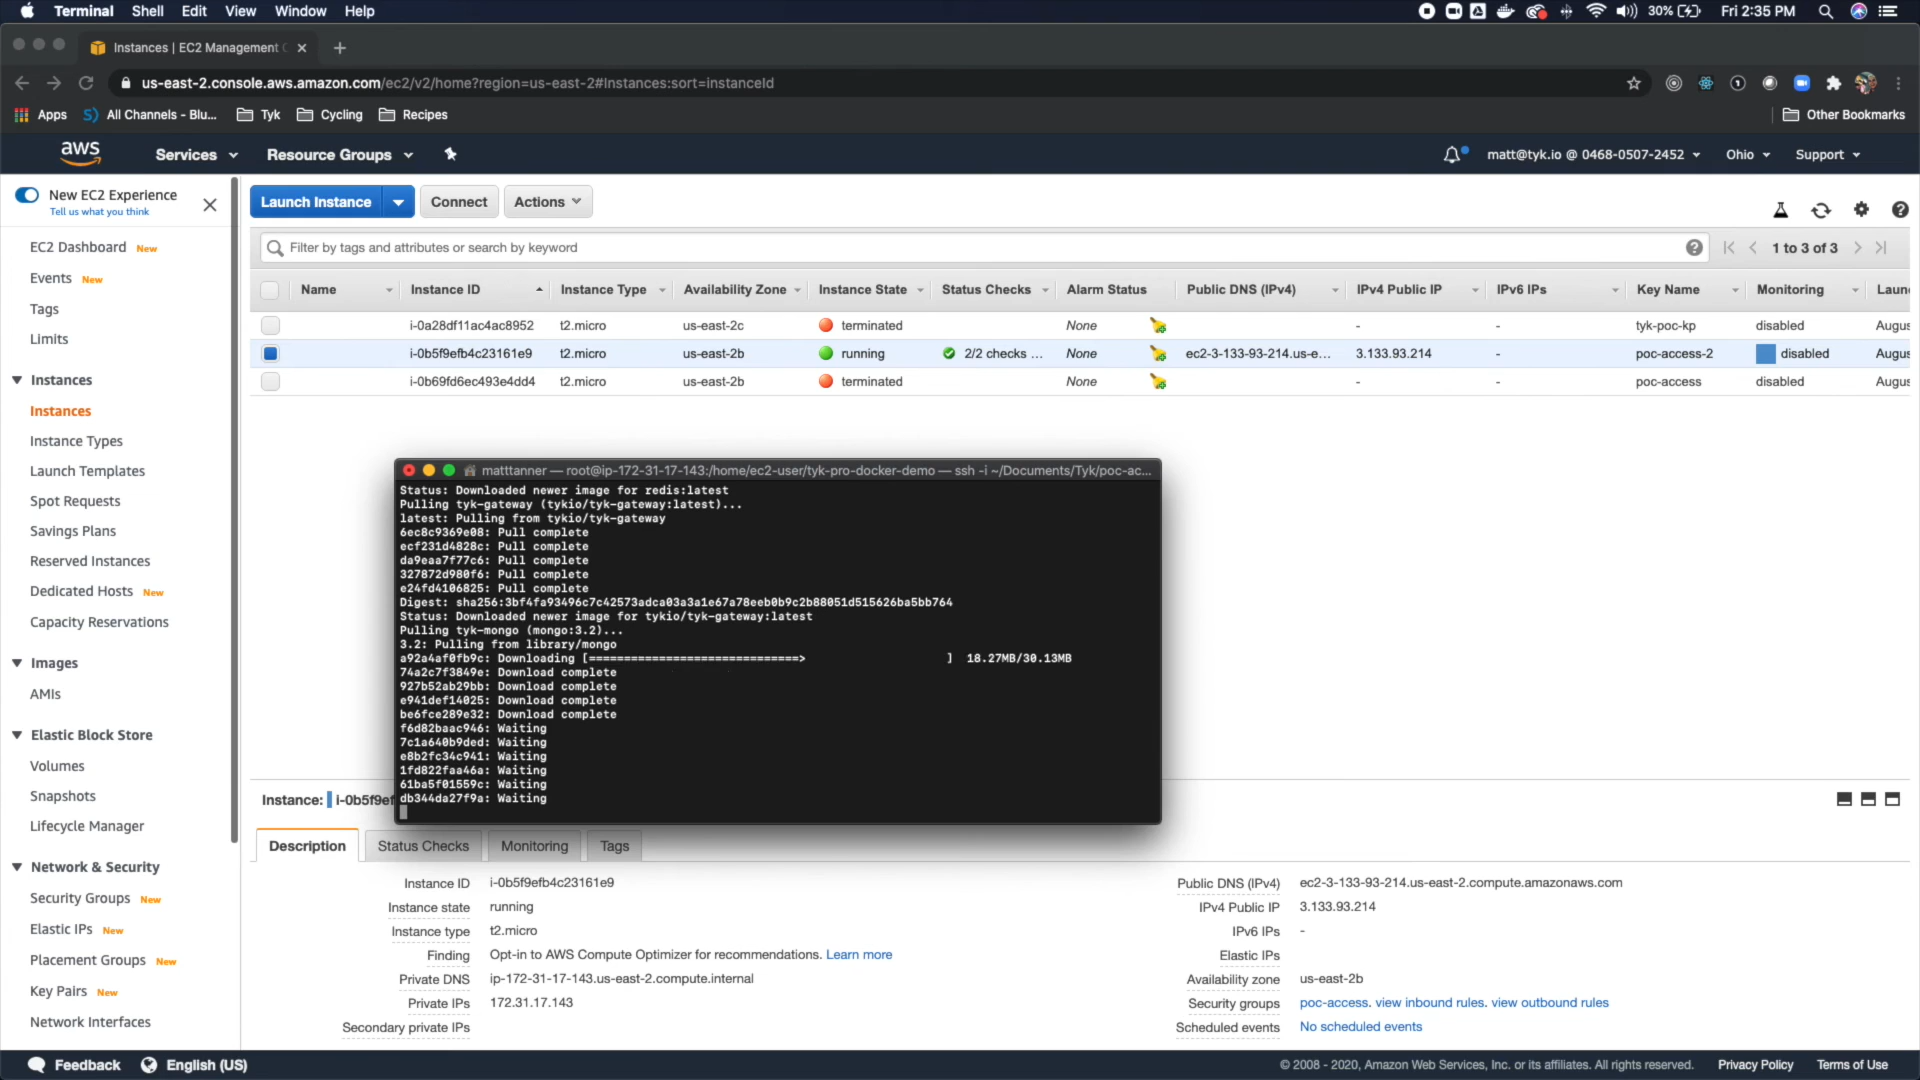 Terminal Shell Edit View Window Help
30% Fri 2:35 PM
Instances | EC2 Management C
us-east-2.console.aws.amazon.com/ec2/v2/home?region=us-east-2#Instances:sort=instanceId
Apps All Channels - Blu... Tyk Cycling Recipes Other Bookmarks
aws Services Resource Groups matt@tyk.io @ 0468-0507-2452 Ohio Support
New EC2 Experience
Tell us what you think
EC2 Dashboard New
Events New
Tags
Limits
Instances
Instances
Instance Types
Launch Templates
Spot Requests
Savings Plans
Reserved Instances
Dedicated Hosts New
Capacity Reservations
Images
AMIs
Elastic Block Store
Volumes
Snapshots
Lifecycle Manager
Network & Security
Security Groups New
Elastic IPs New
Placement Groups New
Key Pairs New
Network Interfaces
Launch Instance Connect Actions
Filter by tags and attributes or search by keyword 1 to 3 of 3
Name Instance ID Instance Type Availability Zone Instance State Status Checks Alarm Status Public DNS (IPv4) IPv4 Public IP IPv6 IPs Key Name Monitoring Laun
i-0a28df11ac4ac8952 t2.micro us-east-2c terminated None - - tyk-poc-kp disabled Augus
i-0b5f9efb4c23161e9 t2.micro us-east-2b running 2/2 checks ... None ec2-3-133-93-214.us-e... 3.133.93.214 - poc-access-2 disabled Augus
i-0b69fd6ec493e4dd4 t2.micro us-east-2b terminated None - - poc-access disabled Augus
matttanner — root@ip-172-31-17-143:/home/ec2-user/tyk-pro-docker-demo — ssh -i ~/Documents/Tyk/poc-ac...
Status: Downloaded newer image for redis:latest
Pulling tyk-gateway (tykio/tyk-gateway:latest)...
latest: Pulling from tykio/tyk-gateway
6ec8c9369e08: Pull complete
ecf231d4828c: Pull complete
da9eaa7f77c6: Pull complete
327872d980f6: Pull complete
e24fd4106825: Pull complete
Digest: sha256:3bf4fa93496c7c42573adca03a3a1e67a78eeb0b9c2b88051d515626ba5bb764
Status: Downloaded newer image for tykio/tyk-gateway:latest
Pulling tyk-mongo (mongo:3.2)...
3.2: Pulling from library/mongo
a92a4af0fb9c: Downloading [==============================> ] 18.27MB/30.13MB
74a2c7f3849e: Download complete
927b52ab29bb: Download complete
e941def14025: Download complete
be6fce289e32: Download complete
f6d82baac946: Waiting
7c1a640b9ded: Waiting
e8b2fc34c941: Waiting
1fd822faa46a: Waiting
61ba5f01559c: Waiting
db344da27f9a: Waiting
Instance: i-0b5f9ef
Description Status Checks Monitoring Tags
Instance ID i-0b5f9efb4c23161e9
Instance state running
Instance type t2.micro
Finding Opt-in to AWS Compute Optimizer for recommendations. Learn more
Private DNS ip-172-31-17-143.us-east-2.compute.internal
Private IPs 172.31.17.143
Secondary private IPs
Public DNS (IPv4) ec2-3-133-93-214.us-east-2.compute.amazonaws.com
IPv4 Public IP 3.133.93.214
IPv6 IPs -
Elastic IPs
Availability zone us-east-2b
Security groups poc-access. view inbound rules. view outbound rules
Scheduled events No scheduled events
Feedback English (US) © 2008 - 2020, Amazon Web Services, Inc. or its affiliates. All rights reserved. Privacy Policy Terms of Use